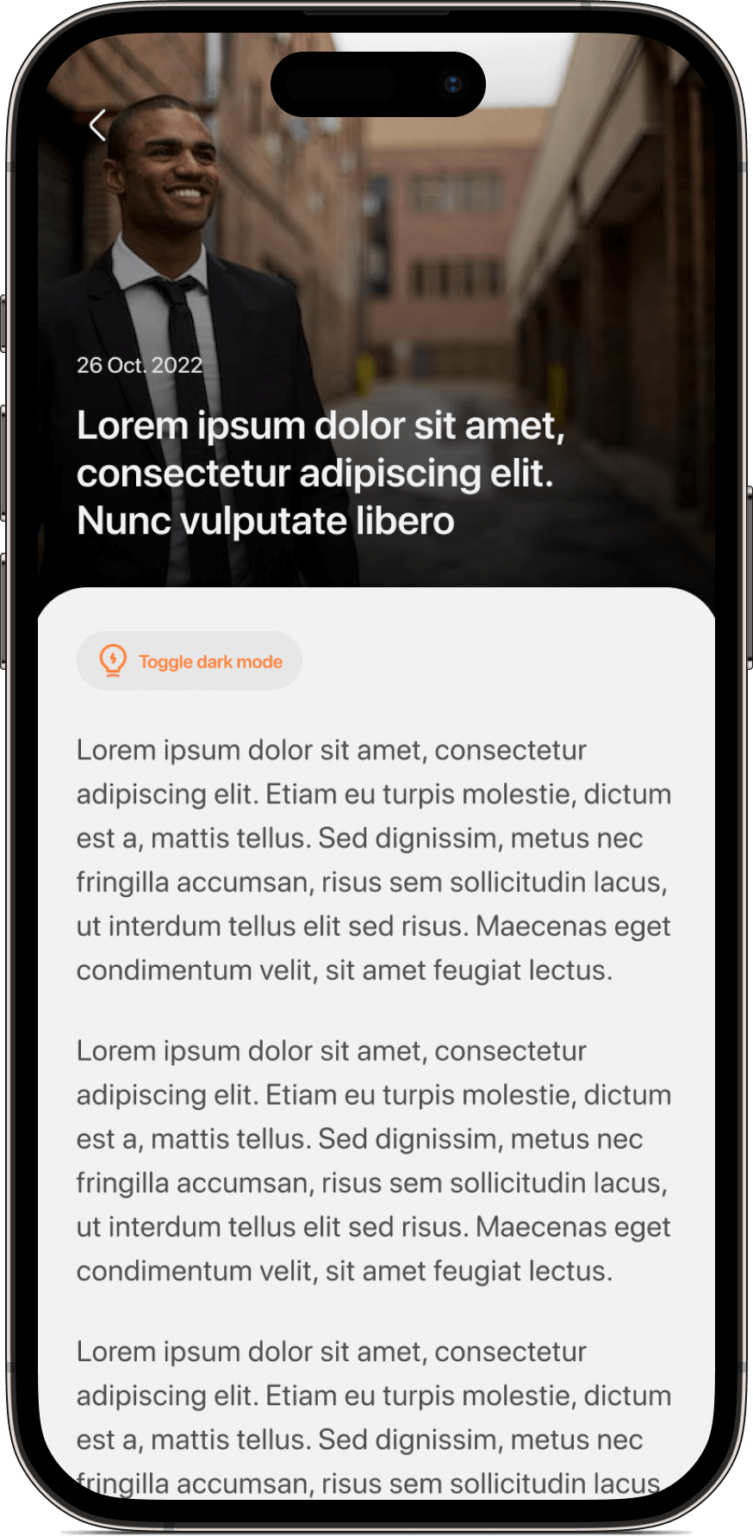 26 Oct. 2022
Lorem ipsum dolor sit amet,
consectetur adipiscing elit.
Nunc vulputate libero
Toggle dark mode
Lorem ipsum dolor sit amet, consectetur
adipiscing elit. Etiam eu turpis molestie, dictum
est a, mattis tellus. Sed dignissim, metus nec
fringilla accumsan, risus sem sollicitudin lacus,
ut interdum tellus elit sed risus. Maecenas eget
condimentum velit, sit amet feugiat lectus.
Lorem ipsum dolor sit amet, consectetur
adipiscing elit. Etiam eu turpis molestie, dictum
est a, mattis tellus. Sed dignissim, metus nec
fringilla accumsan, risus sem sollicitudin lacus,
ut interdum tellus elit sed risus. Maecenas eget
condimentum velit, sit amet feugiat lectus.
Lorem ipsum dolor sit amet, consectetur
adipiscing elit. Etiam eu turpis molestie, dictum
est a, mattis tellus. Sed dignissim, metus nec
fringilla accumsan, risus sem sollicitudin lacus,